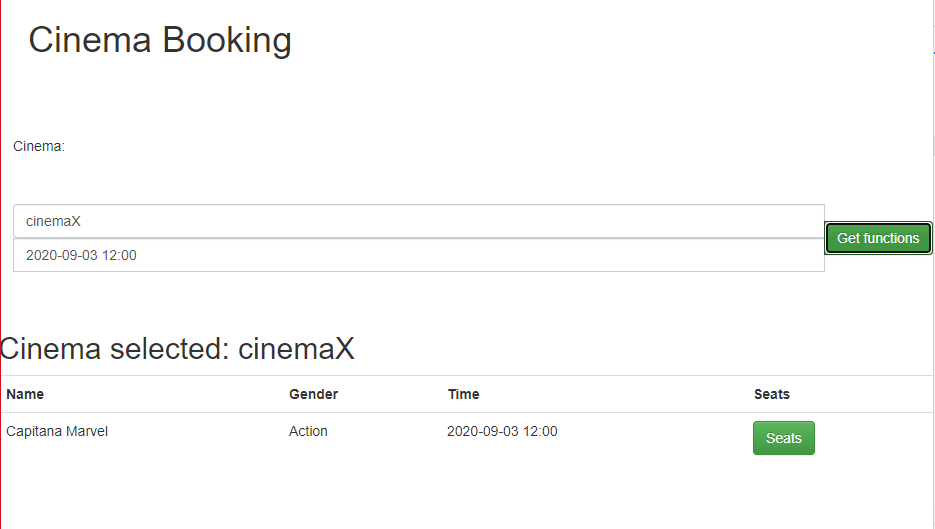 Cinema Booking
Cinema:
cinemaX
2020-09-03 12:00
Get functions
Cinema selected: cinemaX
Name Gender Time Seats
Capitana Marvel Action 2020-09-03 12:00 Seats